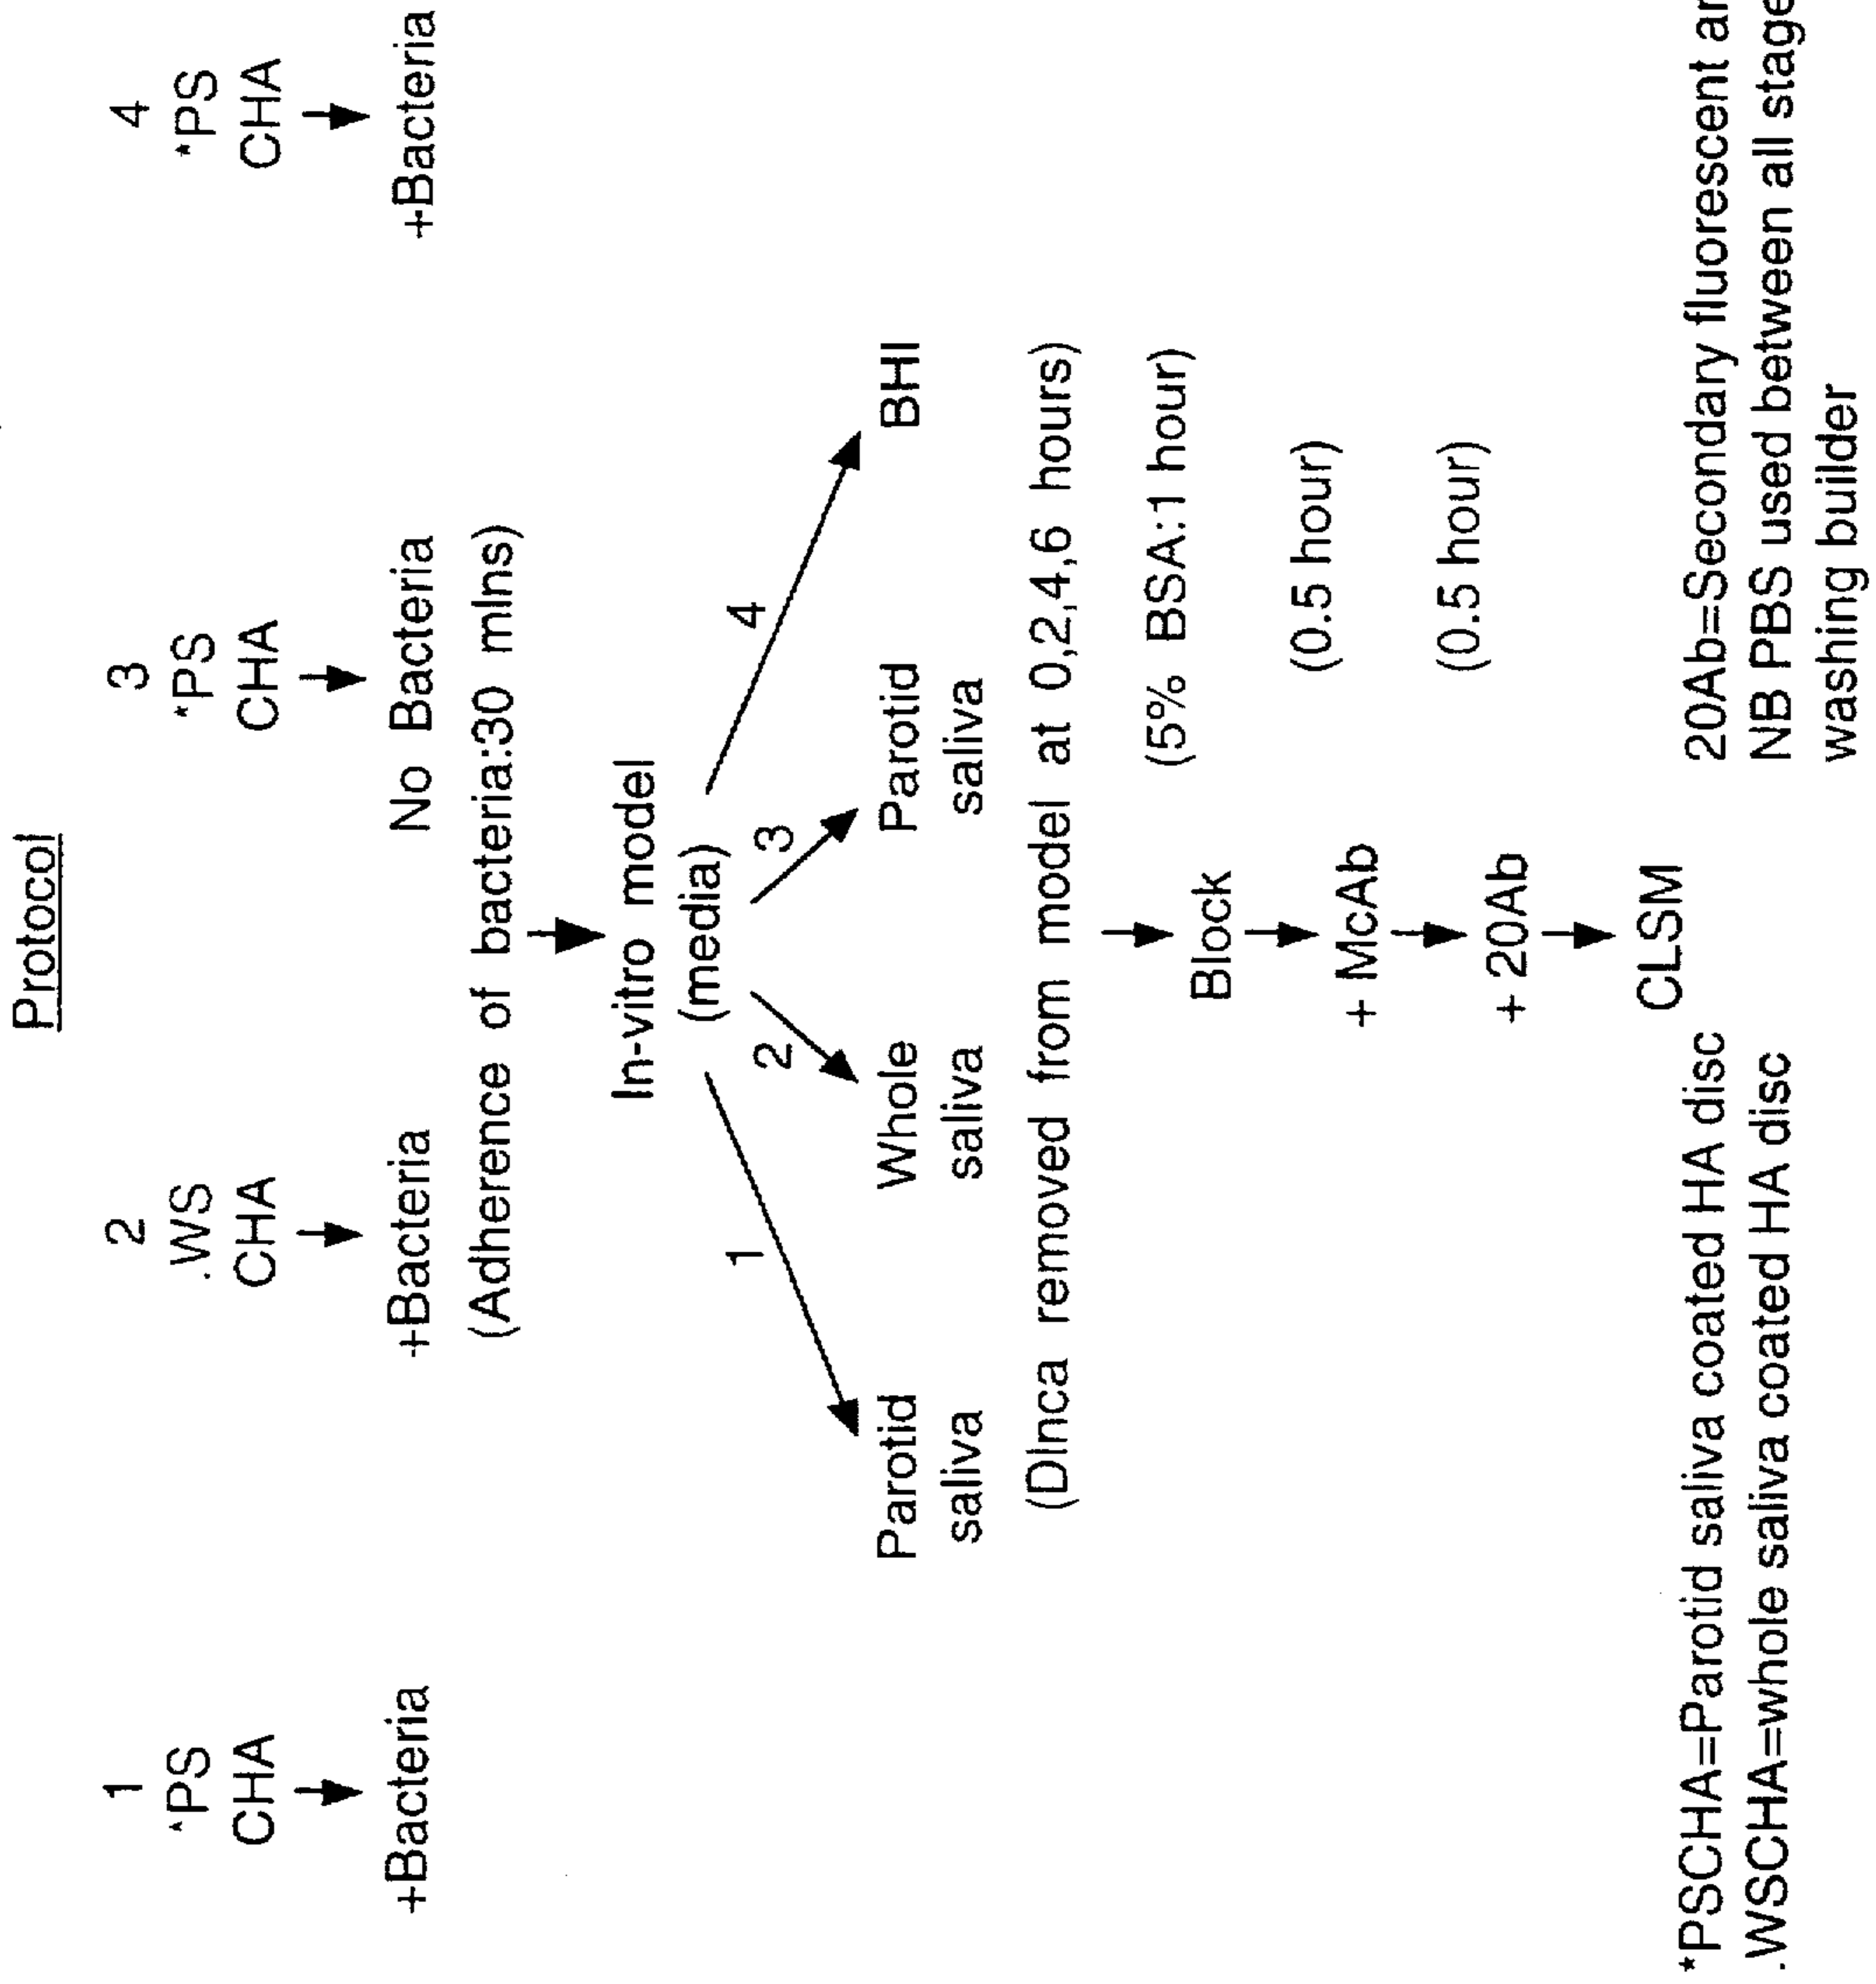 Protocol
1 2 3 4
*PS .WS *PS *PS
CHA CHA CHA CHA
+Bacteria +Bacteria No Bacteria +Bacteria
(Adherence of bacteria:30 mlns)
In-vitro model
(media)
1 2 3 4
Parotid Whole Parotid BHI
saliva saliva saliva
(DInca removed from model at 0,2,4,6 hours)
Block (5% BSA:1 hour)
+ McAb (0.5 hour)
+ 20Ab (0.5 hour)
CLSM
*PSCHA=Parotid saliva coated HA disc
.WSCHA=whole saliva coated HA disc
20Ab=Secondary fluorescent
NB PBS used between all stage
washing builder